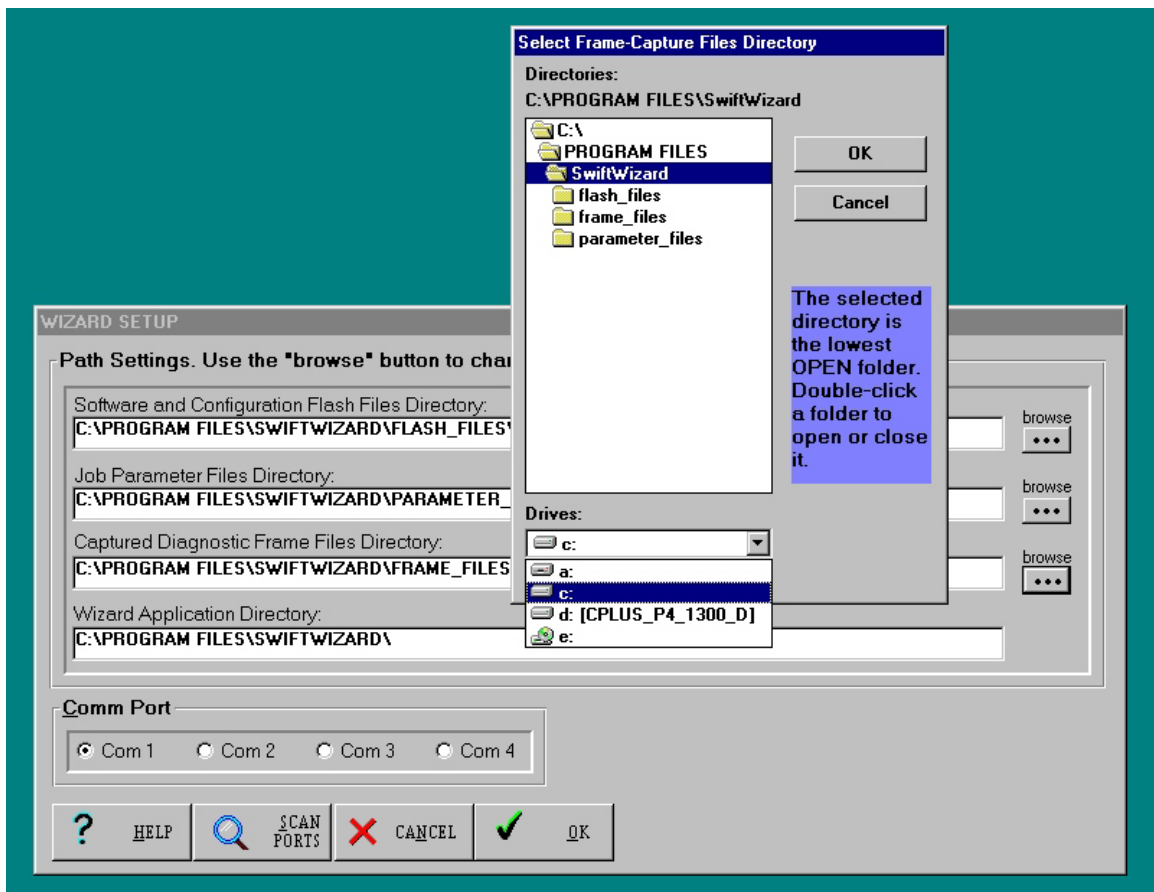 Select Frame-Capture Files Directory
Directories:
C:\PROGRAM FILES\SwiftWizard
C:\
PROGRAM FILES
SwiftWizard
flash_files
frame_files
parameter_files
OK
Cancel
The selected
directory is
the lowest
OPEN folder.
Double-click
a folder to
open or close
it.
Drives:
c:
a:
c:
d: [CPLUS_P4_1300_D]
e:
WIZARD SETUP
Path Settings. Use the "browse" button to
Software and Configuration Flash Files Directory:
C:\PROGRAM FILES\SWIFTWIZARD\FLASH_FILES
browse
Job Parameter Files Directory:
C:\PROGRAM FILES\SWIFTWIZARD\PARAMETER_
browse
Captured Diagnostic Frame Files Directory:
C:\PROGRAM FILES\SWIFTWIZARD\FRAME_FILES
browse
Wizard Application Directory:
C:\PROGRAM FILES\SWIFTWIZARD\
Comm Port
Com 1 Com 2 Com 3 Com 4
? HELP
SCAN
PORTS
CANCEL
OK